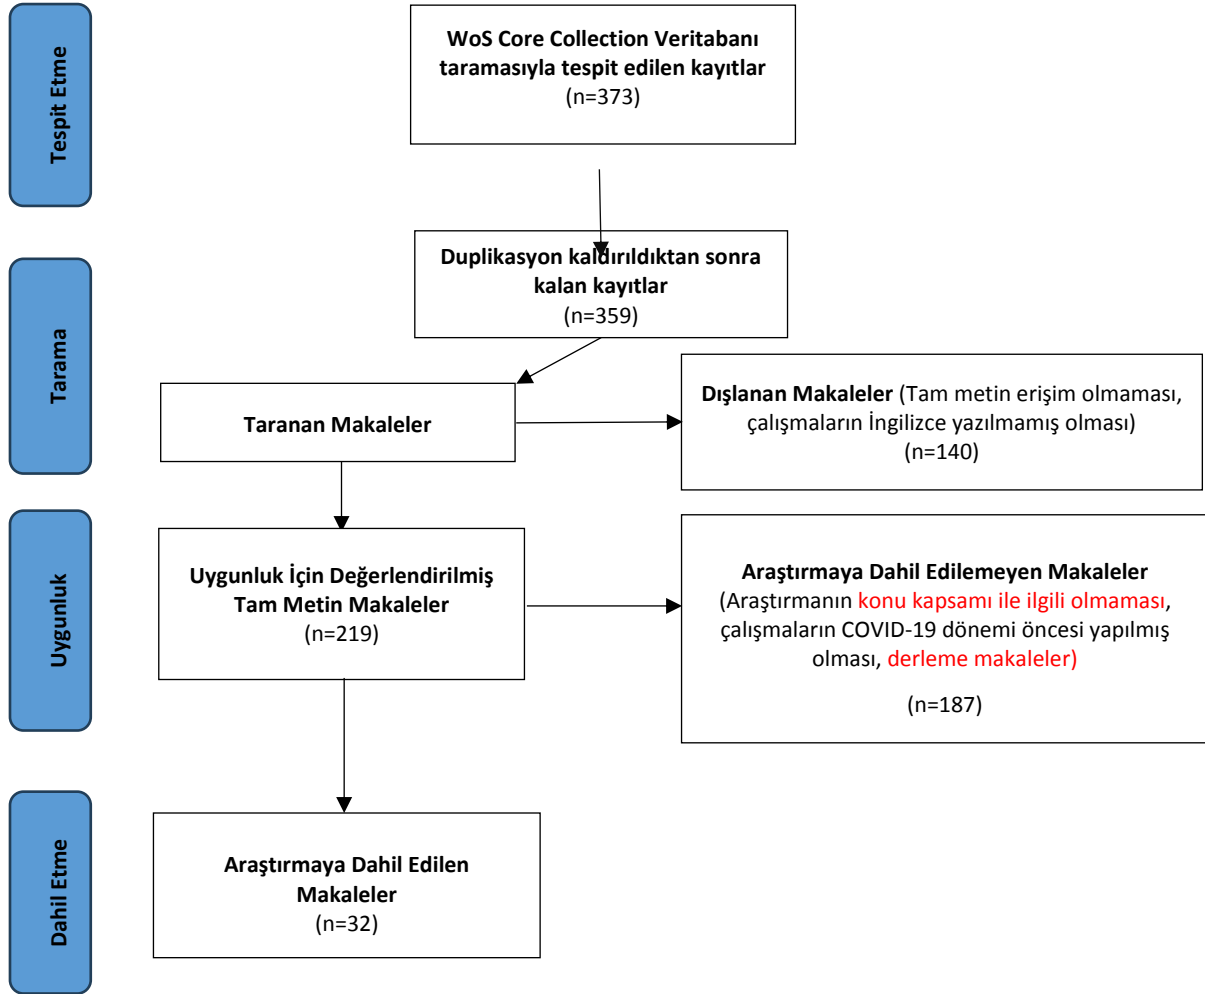 Tespit Etme
WoS Core Collection Veritabanı
taramasıyla tespit edilen kayıtlar
(n=373)
Tarama
Duplikasyon kaldırıldıktan sonra
kalan kayıtlar
(n=359)
Taranan Makaleler
Dışlanan Makaleler (Tam metin erişim olmaması,
çalışmaların İngilizce yazılmamış olması)
(n=140)
Uygunluk
Uygunluk İçin Değerlendirilmiş
Tam Metin Makaleler
(n=219)
Araştırmaya Dahil Edilemeyen Makaleler
(Araştırmanın konu kapsamı ile ilgili olmaması,
çalışmaların COVID-19 dönemi öncesi yapılmış
olması, derleme makaleler)
(n=187)
Dahil Etme
Araştırmaya Dahil Edilen
Makaleler
(n=32)